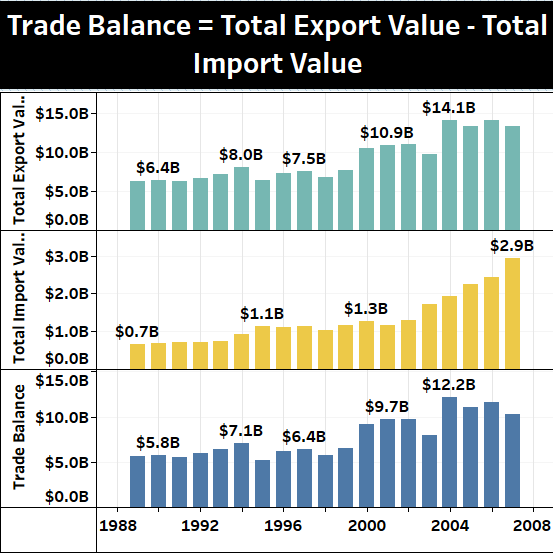 Trade Balance = Total Export Value - Total
Import Value
Total Export Val..
$15.0B
$10.0B
$5.0B
$0.0B
$6.4B
$8.0B
$7.5B
$10.9B
$14.1B
Total Import Val..
$3.0B
$2.0B
$1.0B
$0.0B
$0.7B
$1.1B
$1.3B
$2.9B
Trade Balance
$15.0B
$10.0B
$5.0B
$0.0B
$5.8B
$7.1B
$6.4B
$9.7B
$12.2B
1988 1992 1996 2000 2004 2008